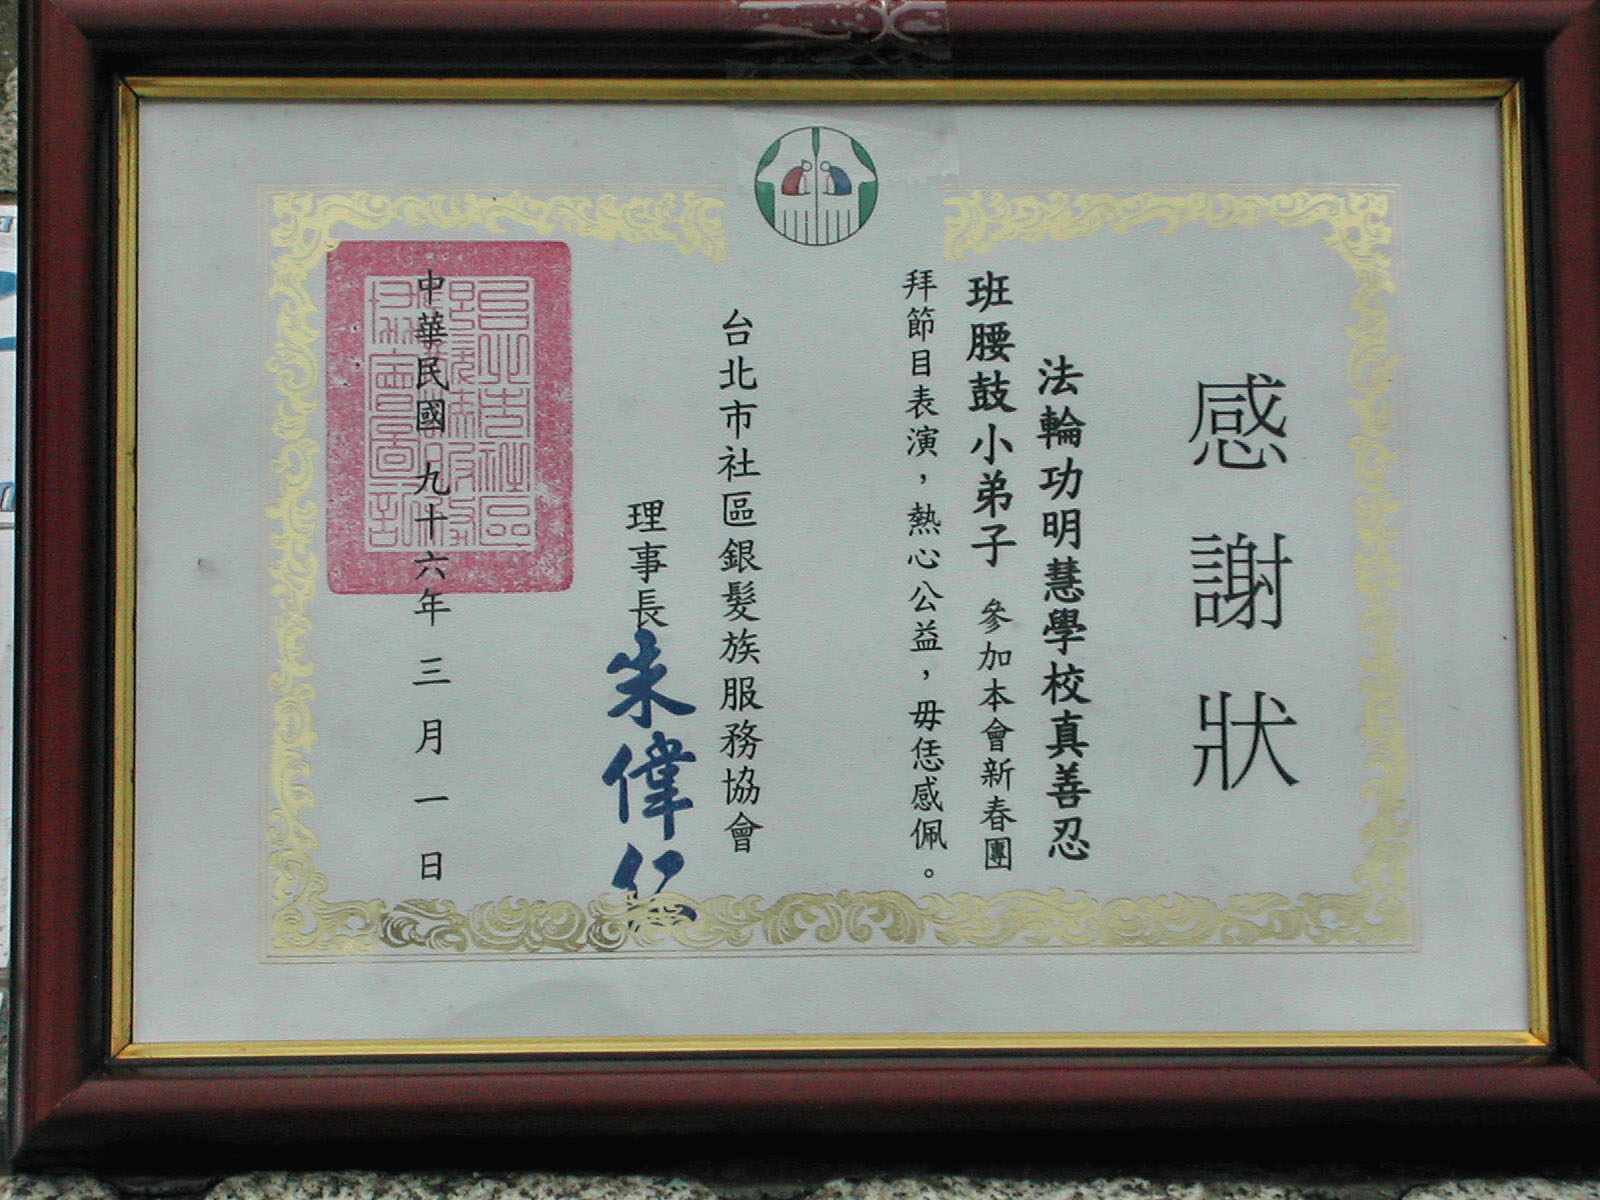 感謝狀
法輪功明慧學校真善忍
班腰鼓小弟子 參加本會新春團
拜節目表演，熱心公益，毋恁感佩。
台北市社區銀髮族服務協會
理事長 朱偉仁
中華民國 九十六年 三月一日